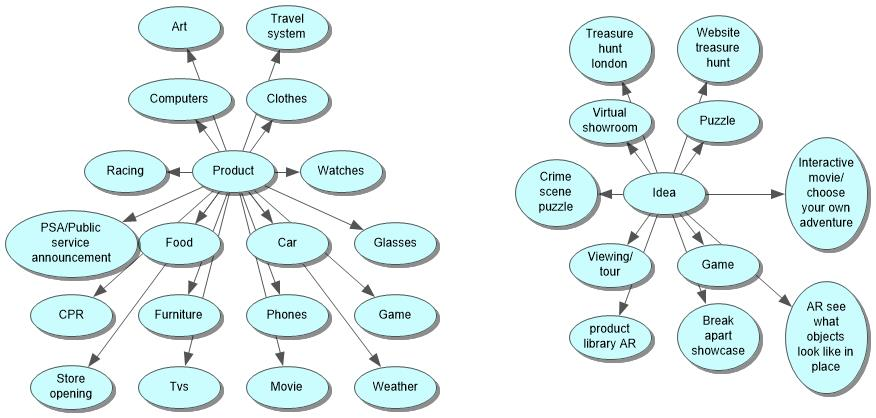 Art
Travel
system
Computers
Clothes
Racing
Product
Watches
PSA/Public
service
announcement
Food
Car
Glasses
CPR
Furniture
Phones
Game
Store
opening
Tvs
Movie
Weather
Treasure
hunt
london
Website
treasure
hunt
Virtual
showroom
Puzzle
Crime
scene
puzzle
Idea
Interactive
movie/
choose
your own
adventure
Viewing/
tour
Game
product
library AR
Break
apart
showcase
AR see
what
objects
look like in
place